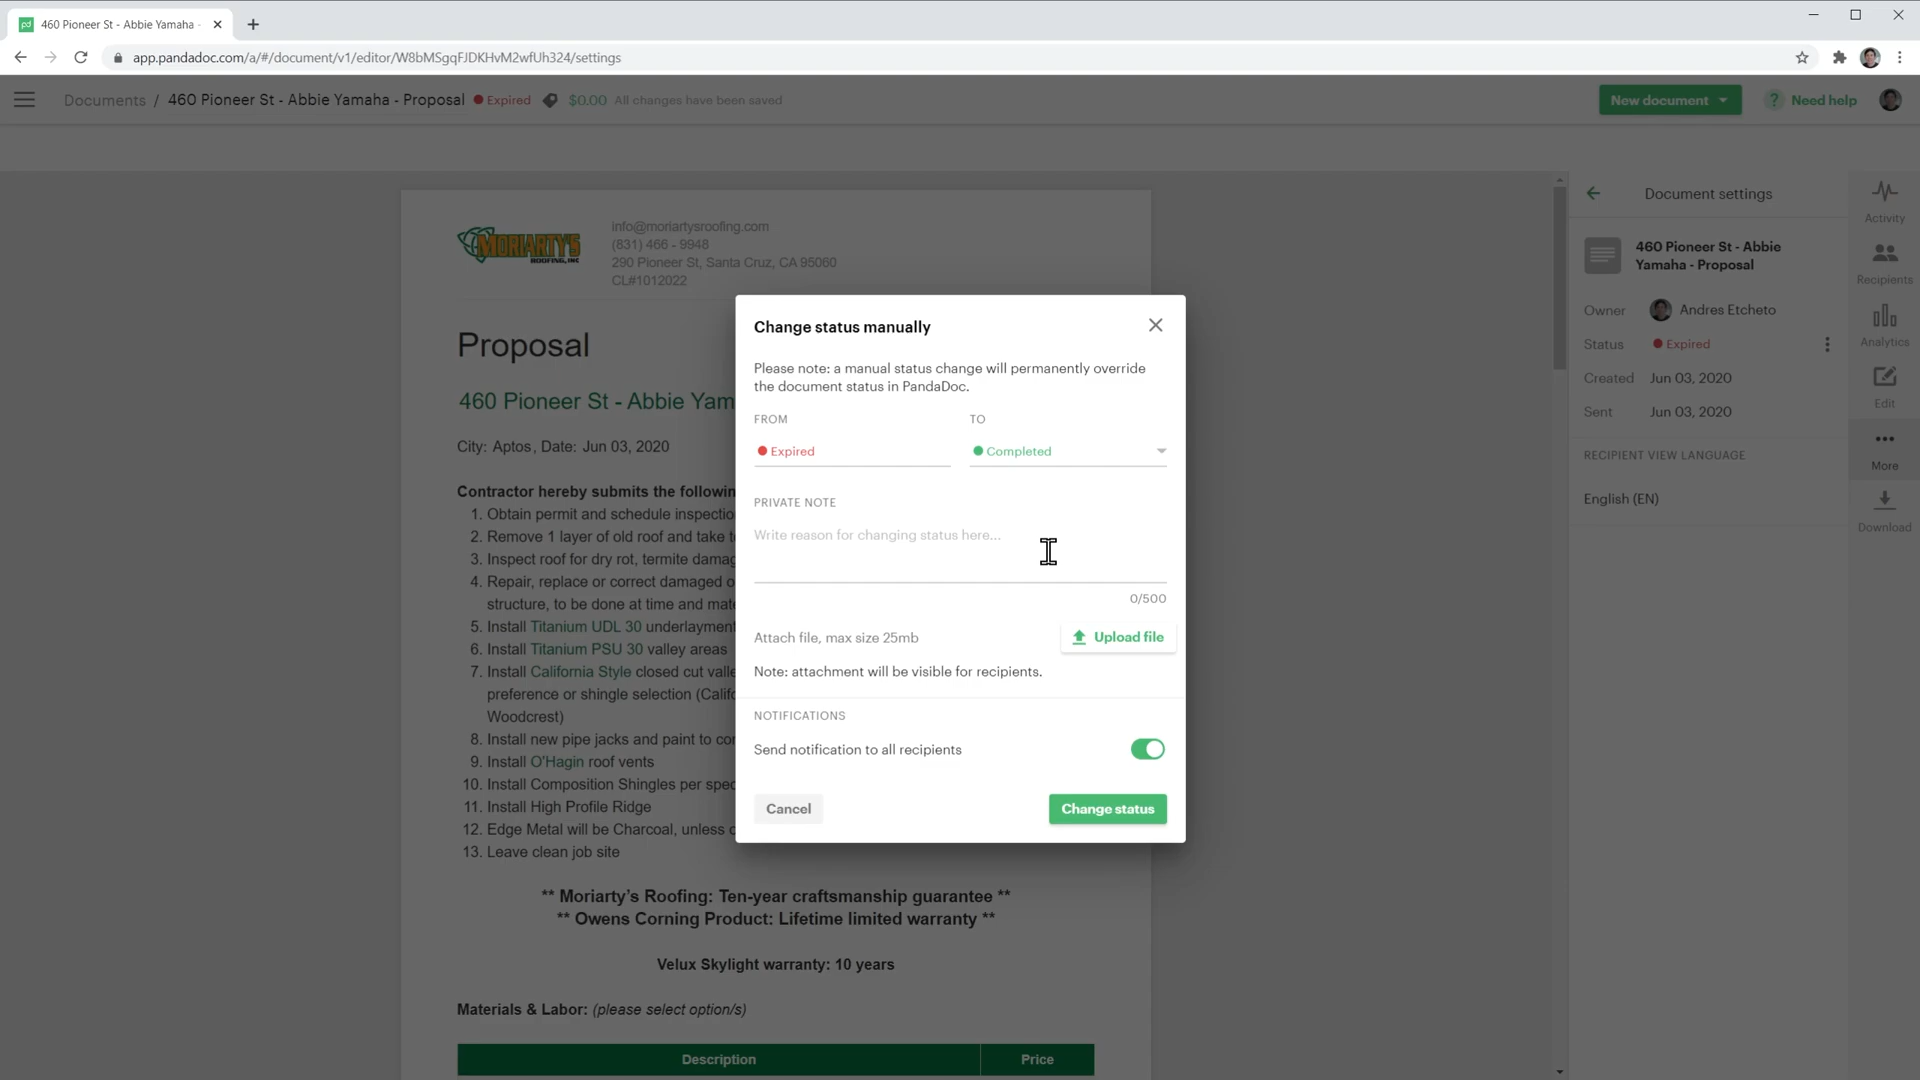 460 Pioneer St - Abbie Yamaha -
app.pandadoc.com/a/#/document/v1/editor/W8bMSgqFJDKHvM2wfUh324/settings
Documents / 460 Pioneer St - Abbie Yamaha - Proposal Expired $0.00 All changes have been saved
New document
? Need help
MORIARTY'S
ROOFING, INC
info@moriartysroofing.com
(831) 466 - 9948
290 Pioneer St, Santa Cruz, CA 95060
CL#1012022
Proposal
460 Pioneer St - Abbie Yam
City: Aptos, Date: Jun 03, 2020
Contractor hereby submits the followin
1. Obtain permit and schedule inspectio
2. Remove 1 layer of old roof and take t
3. Inspect roof for dry rot, termite damag
4. Repair, replace or correct damaged o
structure, to be done at time and mate
5. Install Titanium UDL 30 underlayment
6. Install Titanium PSU 30 valley areas
7. Install California Style closed cut valle
preference or shingle selection (Califo
Woodcrest)
8. Install new pipe jacks and paint to cor
9. Install O'Hagin roof vents
10. Install Composition Shingles per spec
11. Install High Profile Ridge
12. Edge Metal will be Charcoal, unless o
13. Leave clean job site
** Moriarty's Roofing: Ten-year craftsmanship guarantee **
** Owens Corning Product: Lifetime limited warranty **
Velux Skylight warranty: 10 years
Materials & Labor: (please select option/s)
Description Price
Change status manually
Please note: a manual status change will permanently override
the document status in PandaDoc.
FROM TO
Expired Completed
PRIVATE NOTE
Write reason for changing status here...
0/500
Attach file, max size 25mb
Upload file
Note: attachment will be visible for recipients.
NOTIFICATIONS
Send notification to all recipients
Cancel
Change status
Document settings
460 Pioneer St - Abbie
Yamaha - Proposal
Owner Andres Etcheto
Status Expired
Created Jun 03, 2020
Sent Jun 03, 2020
RECIPIENT VIEW LANGUAGE
English (EN)
Activity
Recipients
Analytics
Edit
More
Download